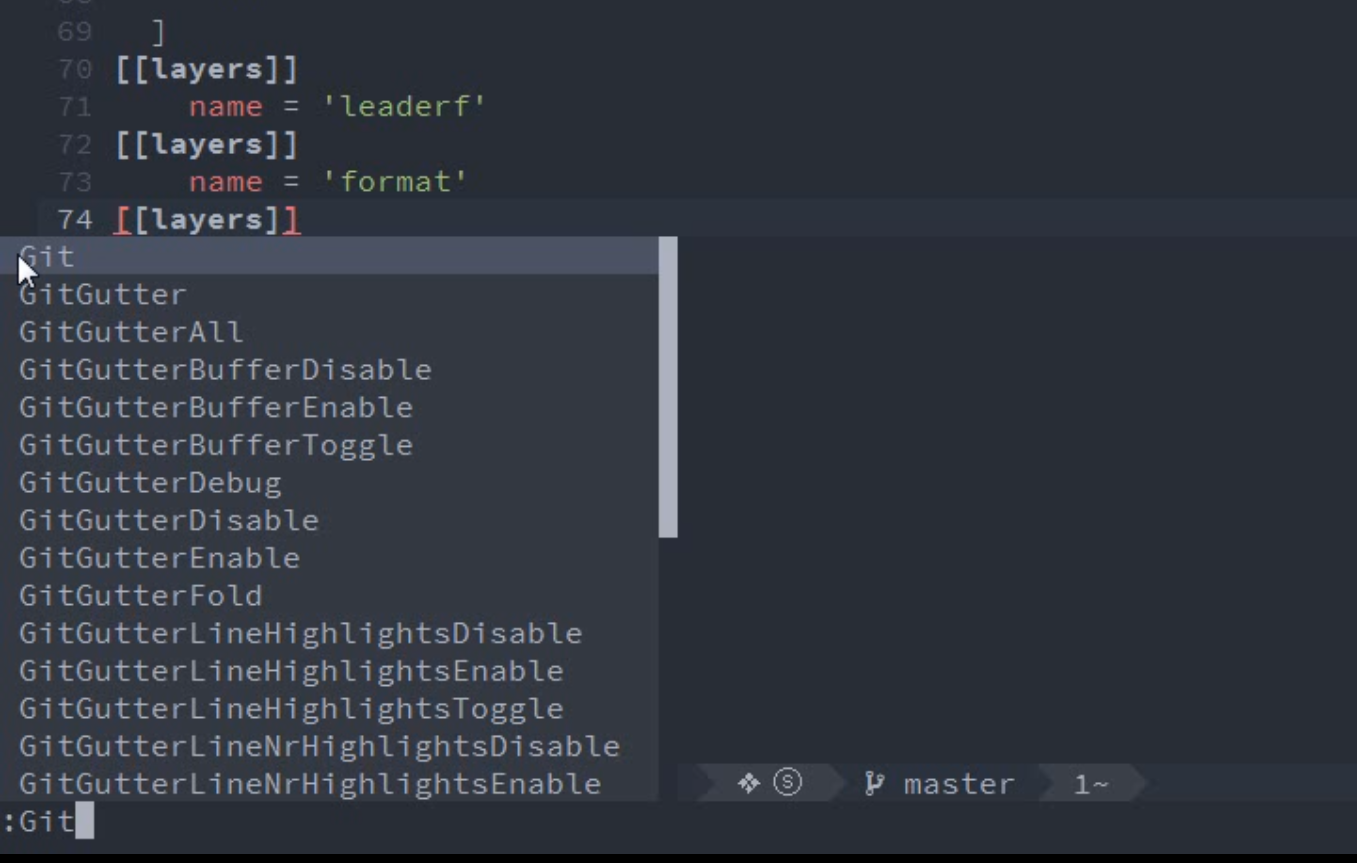 69   ]
70 [[layers]]
71     name = 'leaderf'
72 [[layers]]
73     name = 'format'
74 [[layers]]
Git
GitGutter
GitGutterAll
GitGutterBufferDisable
GitGutterBufferEnable
GitGutterBufferToggle
GitGutterDebug
GitGutterDisable
GitGutterEnable
GitGutterFold
GitGutterLineHighlightsDisable
GitGutterLineHighlightsEnable
GitGutterLineHighlightsToggle
GitGutterLineNrHighlightsDisable
GitGutterLineNrHighlightsEnable
❖ Ⓢ master 1~
:Git